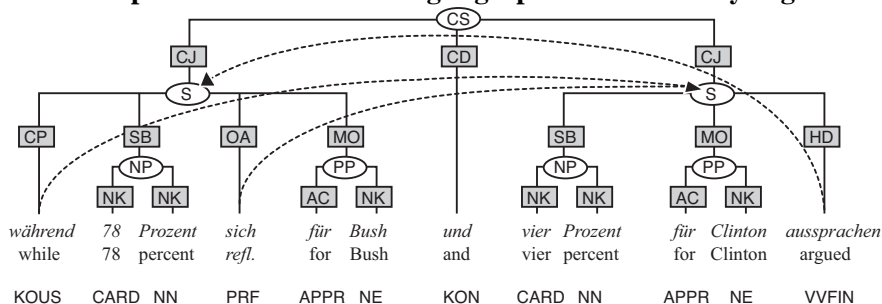 CS
CJ CD CJ
S S
CP SB OA MO SB MO HD
NP PP NP PP
NK NK AC NK NK NK AC NK
während 78 Prozent sich für Bush und vier Prozent für Clinton aussprachen
while 78 percent refl. for Bush and vier percent for Clinton argued
KOUS CARD NN PRF APPR NE KON CARD NN APPR NE VVFIN